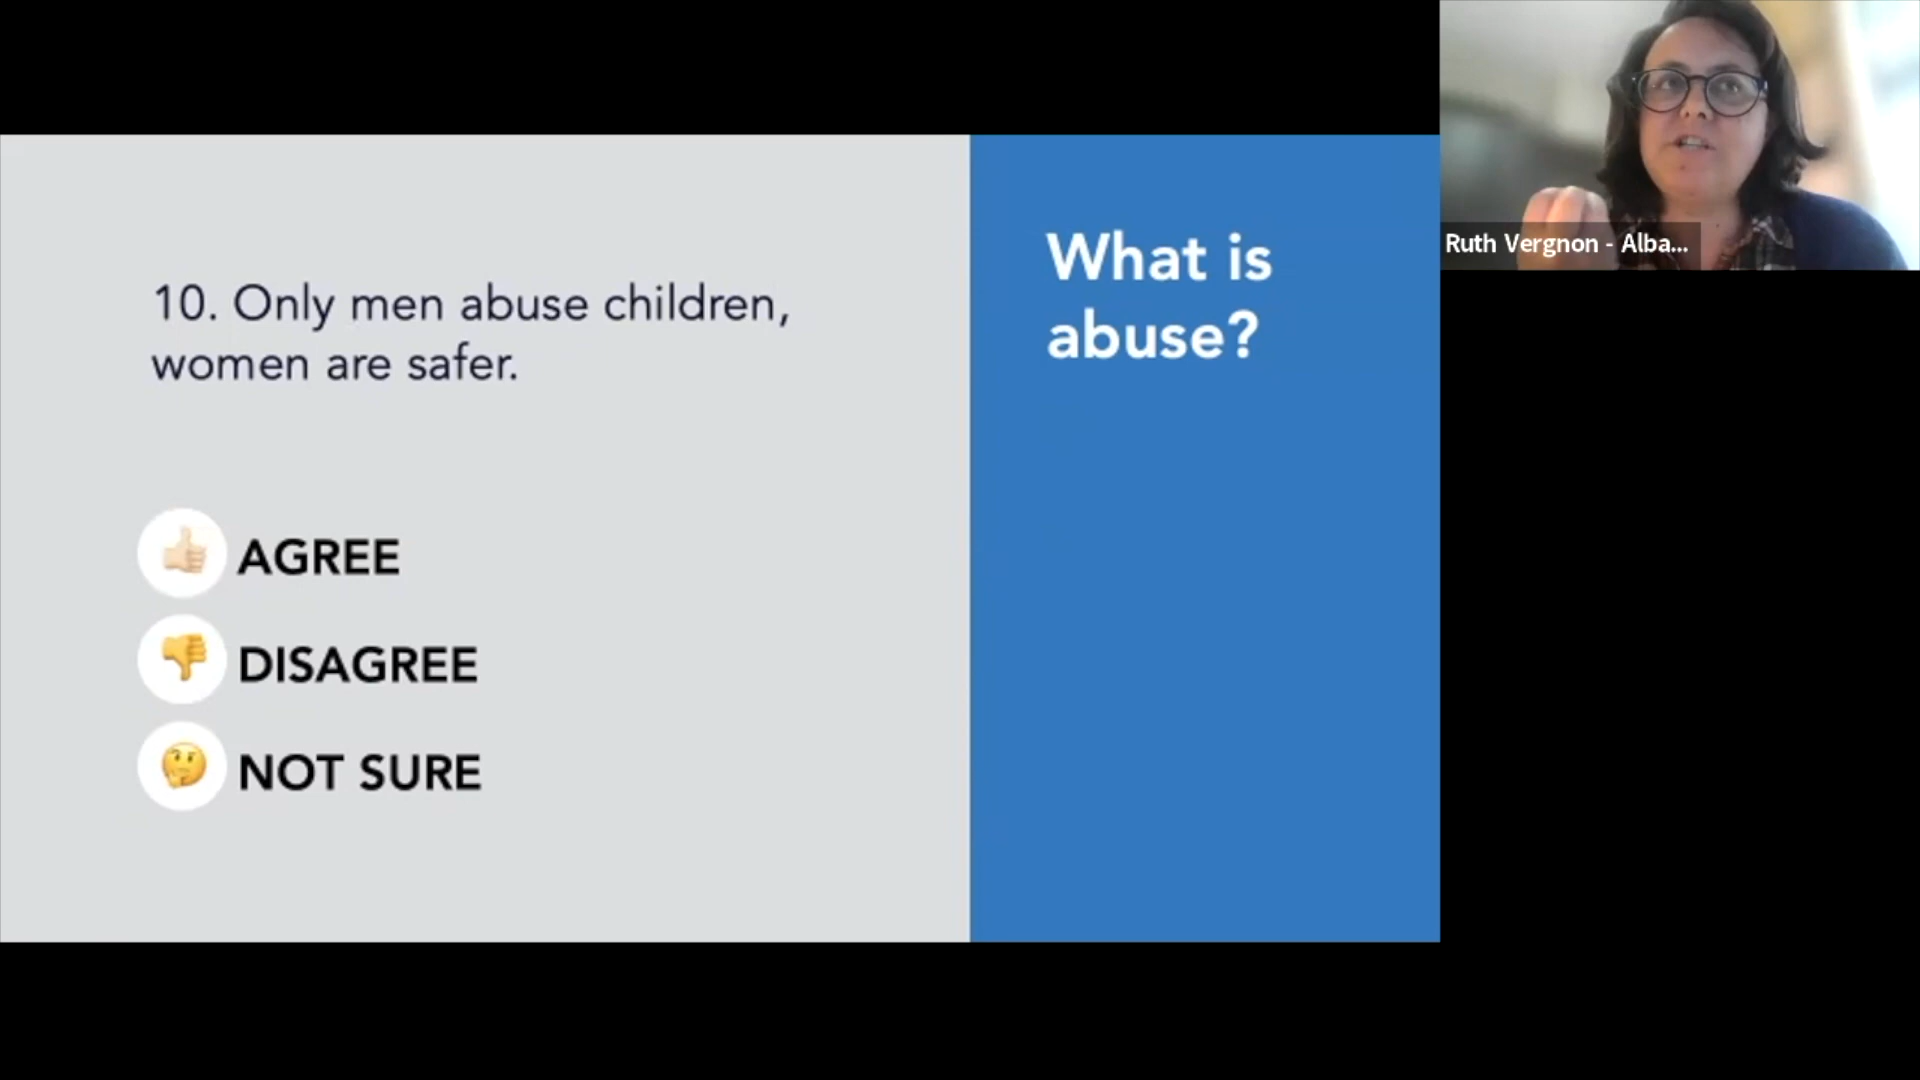 10. Only men abuse children,
women are safer.
AGREE
DISAGREE
NOT SURE
What is
abuse?
Ruth Vergnon - Alba...